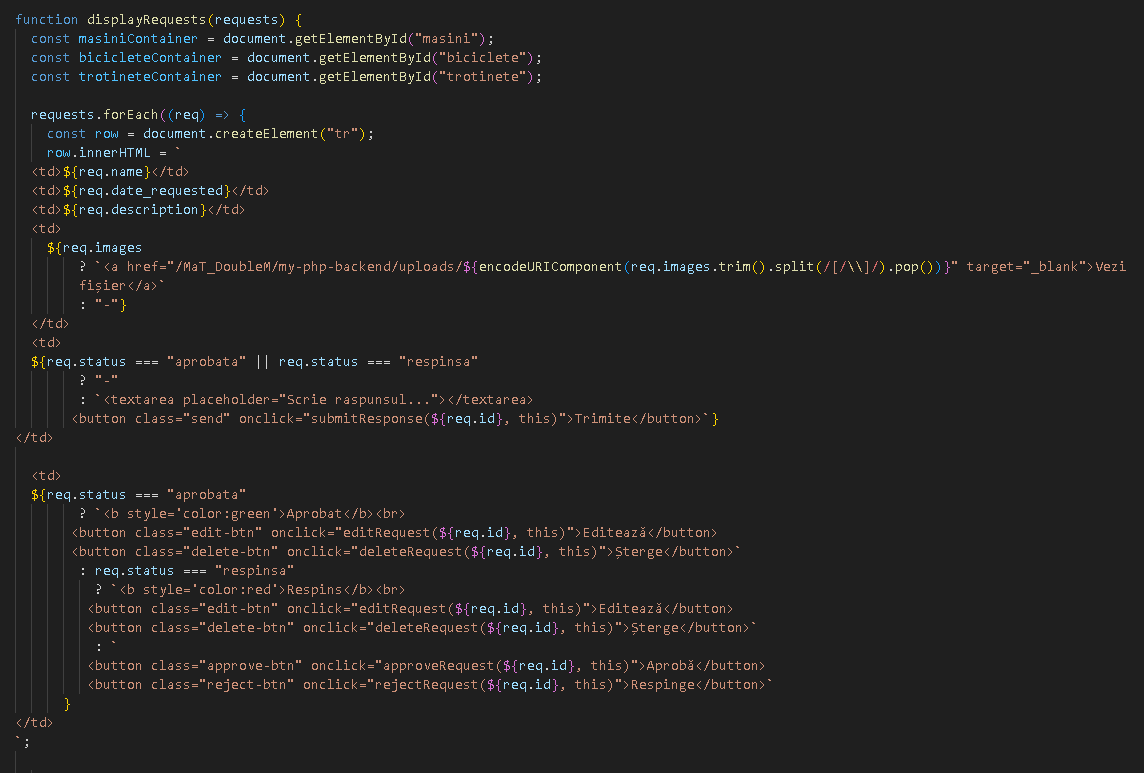 function displayRequests(requests) {
const masiniContainer = document.getElementById("masini");
const bicicleteContainer = document.getElementById("biciclete");
const trotineteContainer = document.getElementById("trotinete");
requests.forEach((req) => {
const row = document.createElement("tr");
row.innerHTML = `
<td>${req.name}</td>
<td>${req.date_requested}</td>
<td>${req.description}</td>
<td>
${req.images
? `<a href="/MaT_DoubleM/my-php-backend/uploads/${encodeURIComponent(req.images.trim().split(/[/\\]/).pop())}" target="_blank">Vezi
fișier</a>`
: "-"}
</td>
<td>
${req.status === "aprobata" || req.status === "respinsa"
? "-"
: `<textarea placeholder="Scrie raspunsul..."></textarea>
<button class="send" onclick="submitResponse(${req.id}, this)">Trimite</button>`}
</td>
<td>
${req.status === "aprobata"
? `<b style='color:green'>Aprobat</b><br>
<button class="edit-btn" onclick="editRequest(${req.id}, this)">Editează</button>
<button class="delete-btn" onclick="deleteRequest(${req.id}, this)">Șterge</button>`
: req.status === "respinsa"
? `<b style='color:red'>Respins</b><br>
<button class="edit-btn" onclick="editRequest(${req.id}, this)">Editează</button>
<button class="delete-btn" onclick="deleteRequest(${req.id}, this)">Șterge</button>`
: `
<button class="approve-btn" onclick="approveRequest(${req.id}, this)">Aprobă</button>
<button class="reject-btn" onclick="rejectRequest(${req.id}, this)">Respinge</button>`
}
</td>
`;